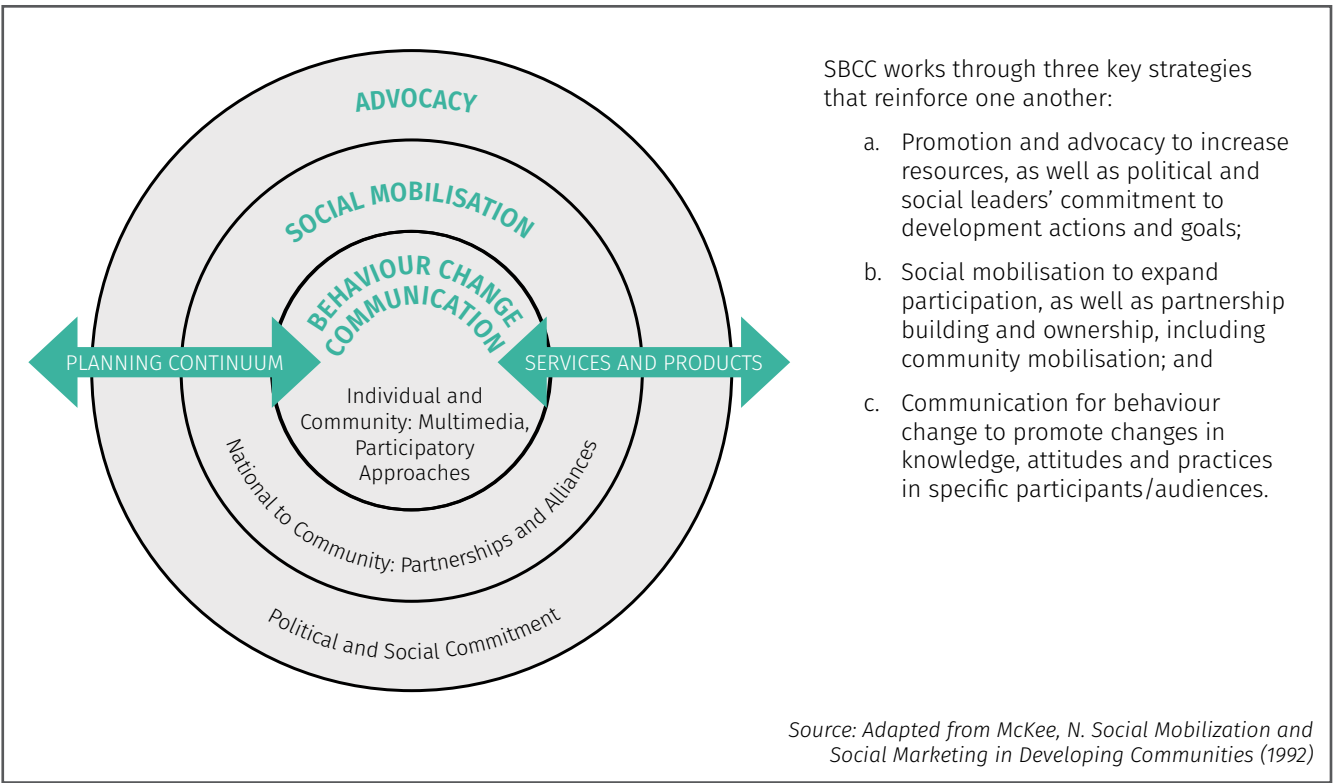 ADVOCACY
SOCIAL MOBILISATION
BEHAVIOUR CHANGE
COMMUNICATION
PLANNING CONTINUUM
SERVICES AND PRODUCTS
Individual and
Community: Multimedia,
Participatory
Approaches
National to Community: Partnerships and Alliances
Political and Social Commitment
SBCC works through three key strategies
that reinforce one another:
a. Promotion and advocacy to increase
resources, as well as political and
social leaders’ commitment to
development actions and goals;
b. Social mobilisation to expand
participation, as well as partnership
building and ownership, including
community mobilisation; and
c. Communication for behaviour
change to promote changes in
knowledge, attitudes and practices
in specific participants/audiences.
Source: Adapted from McKee, N. Social Mobilization and
Social Marketing in Developing Communities (1992)